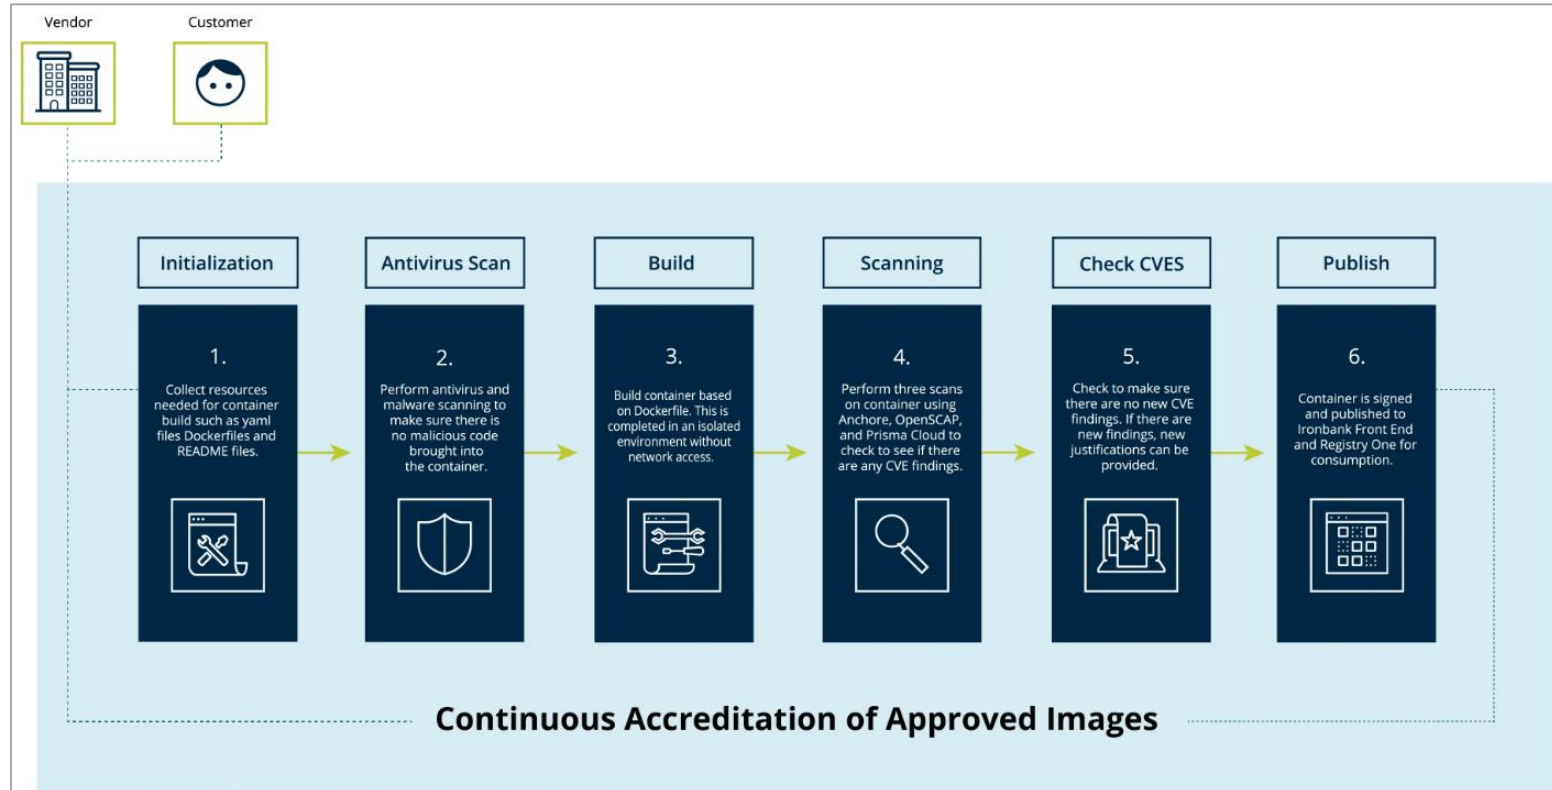 Vendor
Customer
Initialization
Antivirus Scan
Build
Scanning
Check CVES
Publish
1.
Collect resources
needed for container
build such as yaml
files Dockerfiles and
README files.
2.
Perform antivirus and
malware scanning to
make sure there is
no malicious code
brought into
the container.
3.
Build container based
on Dockerfile. This is
completed in an isolated
environment without
network access.
4.
Perform three scans
on container using
Anchore, OpenSCAP,
and Prisma Cloud to
check to see if there
are any CVE findings.
5.
Check to make sure
there are no new CVE
findings. If there are
new findings, new
justifications can be
provided.
6.
Container is signed
and published to
Ironbank Front End
and Registry One for
consumption.
Continuous Accreditation of Approved Images